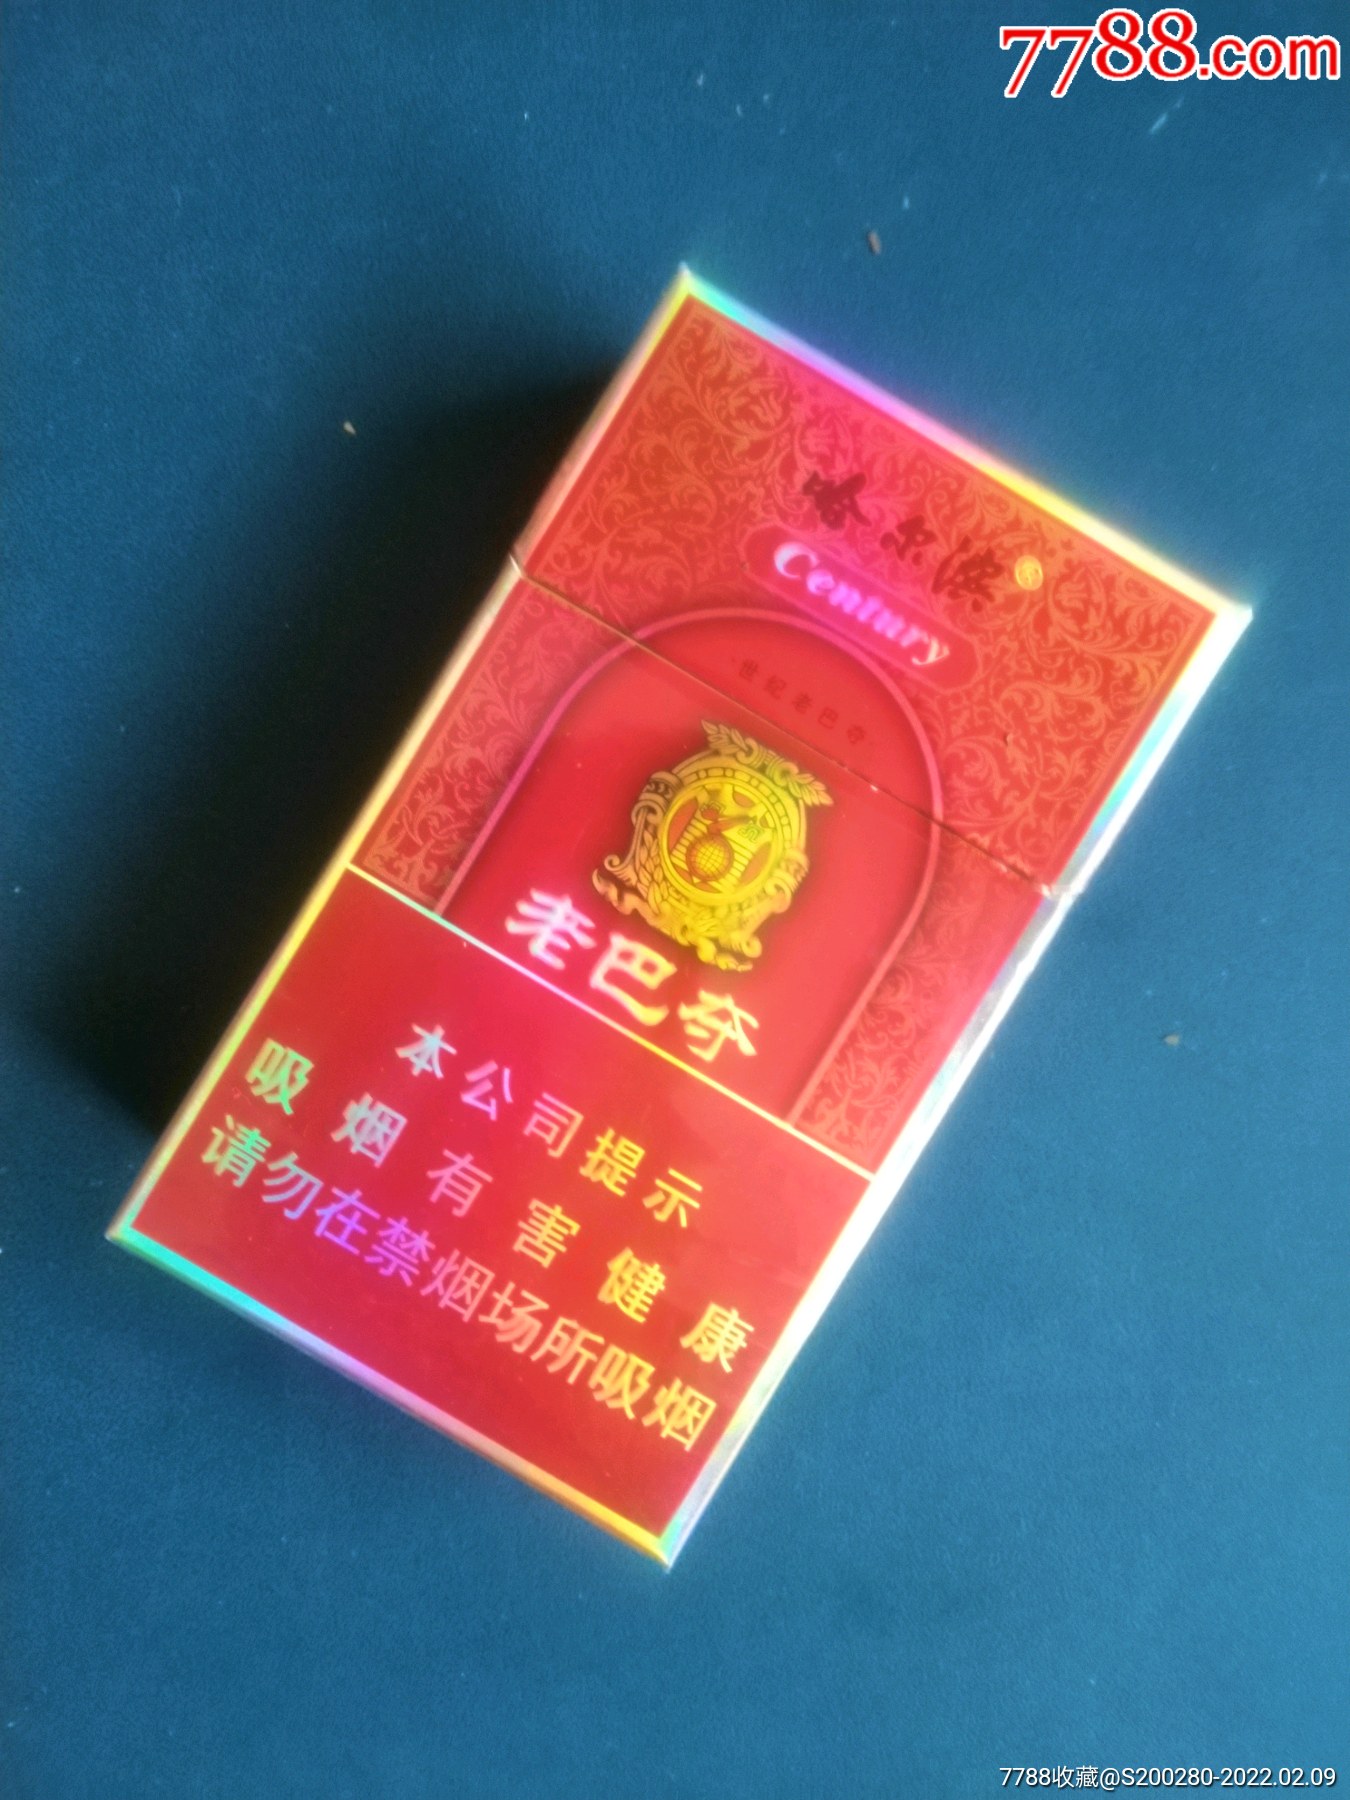 7788.com
哈尔滨®
Century
·世纪老巴夺·
老巴夺
本公司提示
吸烟有害健康
请勿在禁烟场所吸烟
7788收藏@S200280-2022.02.09